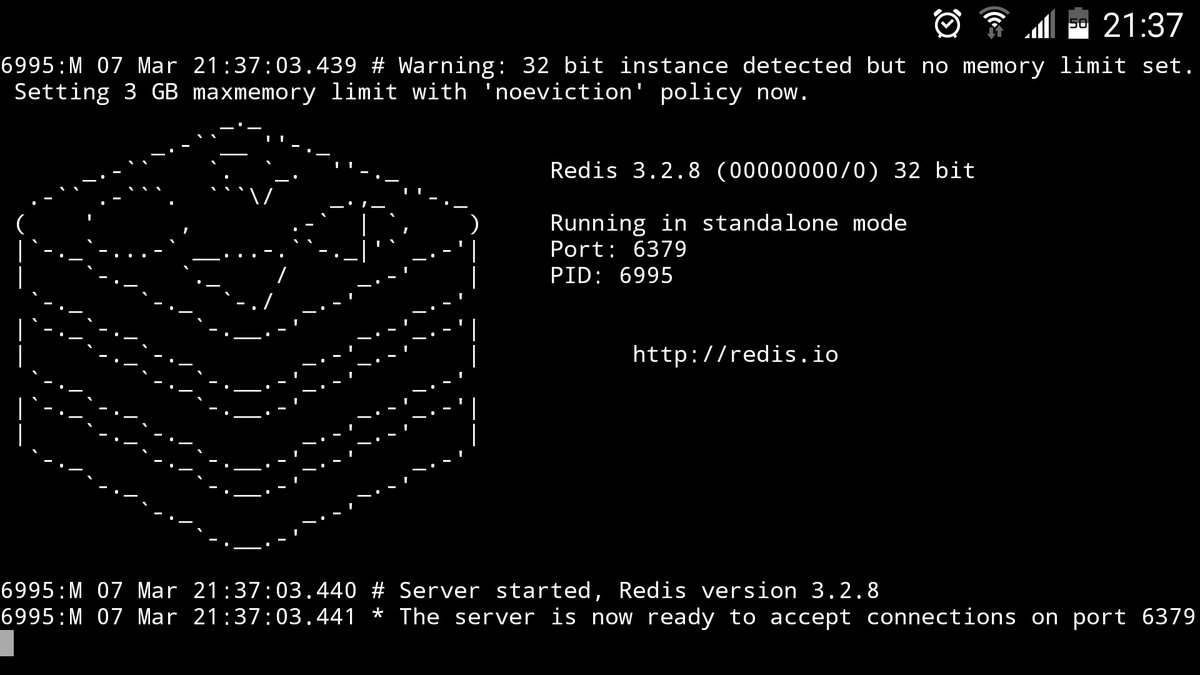 50 21:37
6995:M 07 Mar 21:37:03.439 # Warning: 32 bit instance detected but no memory limit set.
Setting 3 GB maxmemory limit with 'noeviction' policy now.
Redis 3.2.8 (00000000/0) 32 bit
Running in standalone mode
Port: 6379
PID: 6995
http://redis.io
6995:M 07 Mar 21:37:03.440 # Server started, Redis version 3.2.8
6995:M 07 Mar 21:37:03.441 * The server is now ready to accept connections on port 6379